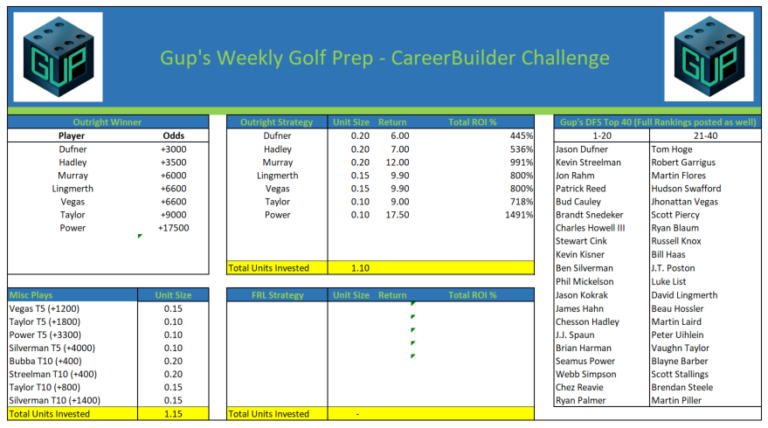 GUP
Gup's Weekly Golf Prep - CareerBuilder Challenge
GUP
Outright Winner
Player Odds
Dufner +3000
Hadley +3500
Murray +6000
Lingmerth +6600
Vegas +6600
Taylor +9000
Power +17500
Outright Strategy Unit Size Return Total ROI %
Dufner 0.20 6.00 445%
Hadley 0.20 7.00 536%
Murray 0.20 12.00 991%
Lingmerth 0.15 9.90 800%
Vegas 0.15 9.90 800%
Taylor 0.10 9.00 718%
Power 0.10 17.50 1491%
Total Units Invested 1.10
Gup's DFS Top 40 (Full Rankings posted as well)
1-20 21-40
Jason Dufner Tom Hoge
Kevin Streelman Robert Garrigus
Jon Rahm Martin Flores
Patrick Reed Hudson Swafford
Bud Cauley Jhonattan Vegas
Brandt Snedeker Scott Piercy
Charles Howell III Ryan Blaum
Stewart Cink Russell Knox
Kevin Kisner Bill Haas
Ben Silverman J.T. Poston
Phil Mickelson Luke List
Jason Kokrak David Lingmerth
James Hahn Beau Hossler
Chesson Hadley Martin Laird
J.J. Spaun Peter Uihlein
Brian Harman Vaughn Taylor
Seamus Power Blayne Barber
Webb Simpson Scott Stallings
Chez Reavie Brendan Steele
Ryan Palmer Martin Piller
Misc Plays Unit Size
Vegas T5 (+1200) 0.15
Taylor T5 (+1800) 0.10
Power T5 (+3300) 0.10
Silverman T5 (+4000) 0.10
Bubba T10 (+400) 0.20
Streelman T10 (+400) 0.20
Taylor T10 (+800) 0.15
Silverman T10 (+1400) 0.15
Total Units Invested 1.15
FRL Strategy Unit Size Return Total ROI %
Total Units Invested -